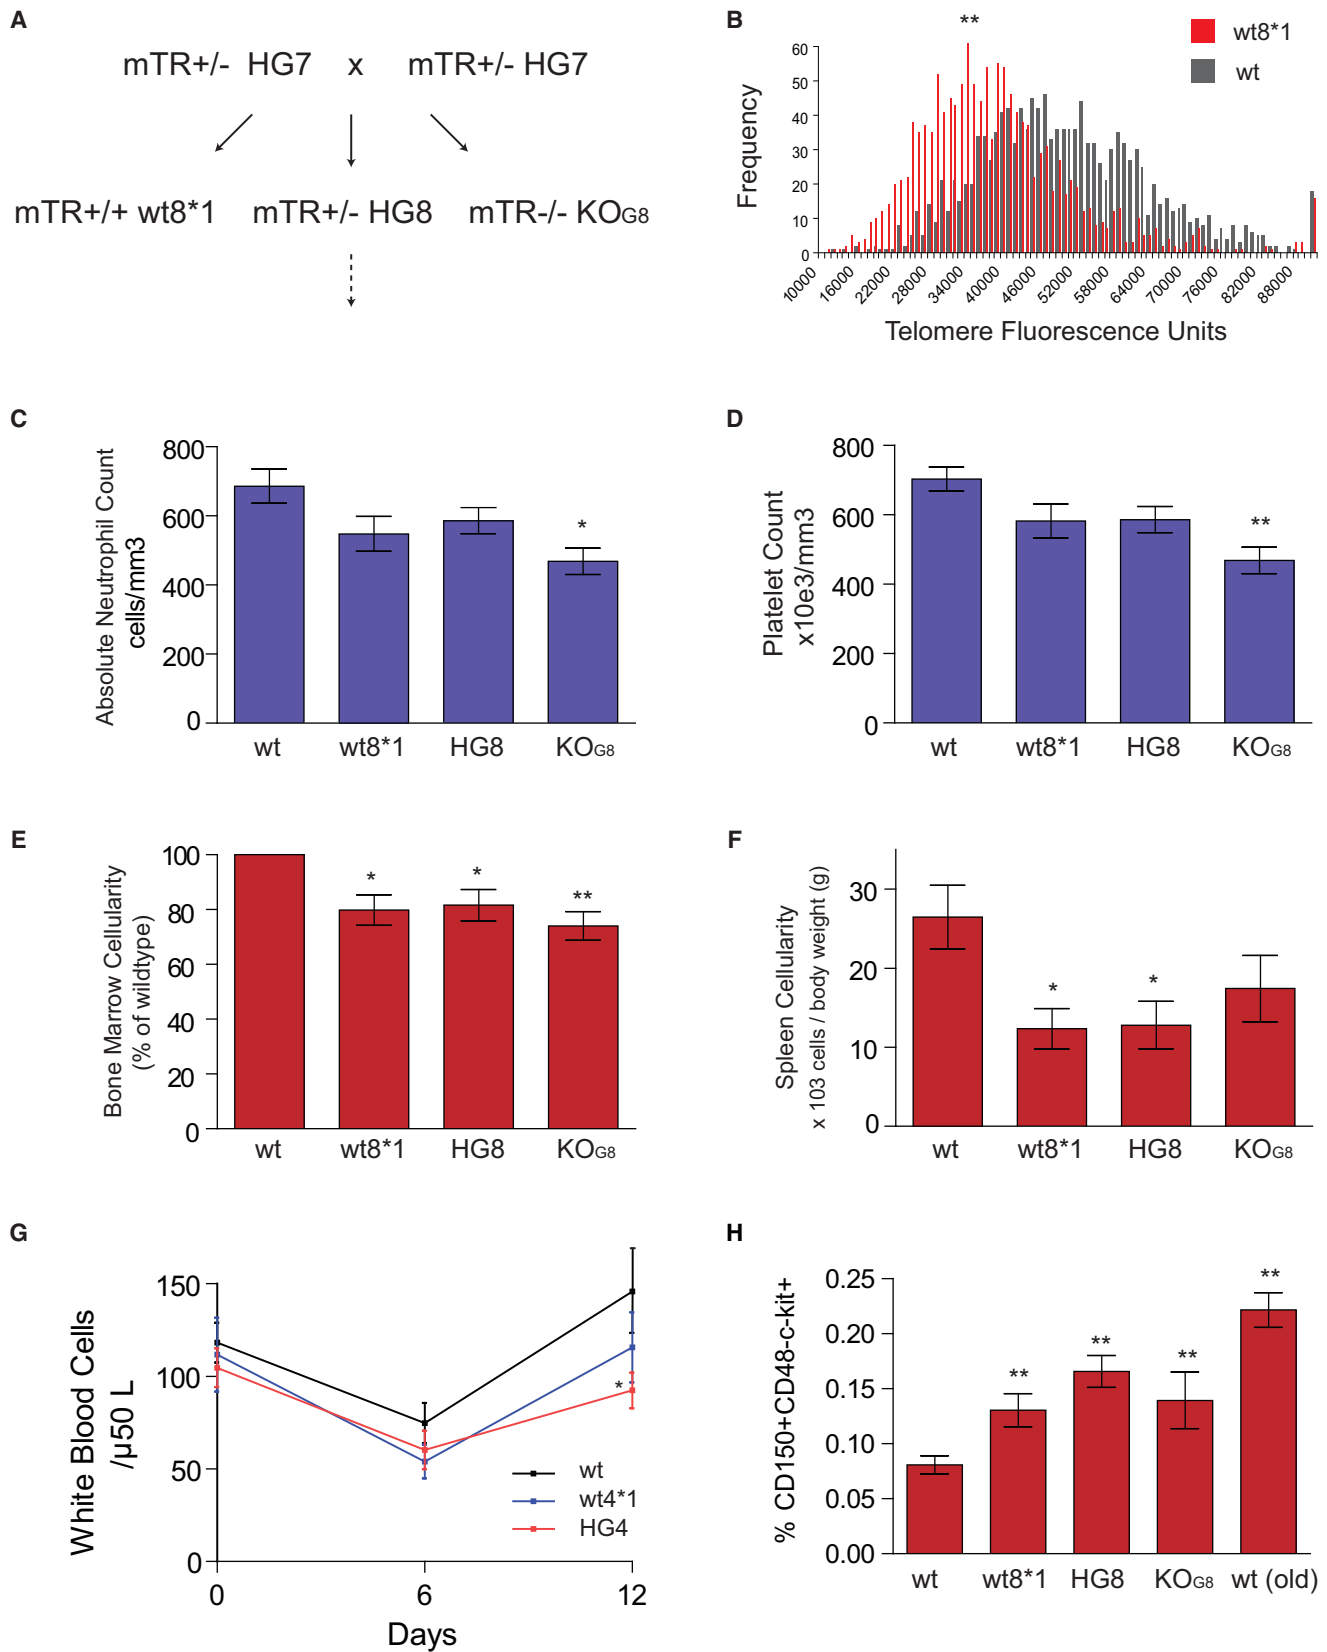 A
mTR+/- HG7 x mTR+/- HG7
mTR+/+ wt8*1 mTR+/- HG8 mTR-/- KOG8
B
**
wt8*1
wt
Frequency
60
50
40
30
20
10
0
10000 16000 22000 28000 34000 40000 46000 52000 58000 64000 70000 76000 82000 88000
Telomere Fluorescence Units
C
Absolute Neutrophil Count
cells/mm3
800
600
400
200
0
*
wt wt8*1 HG8 KOG8
D
Platelet Count
x10e3/mm3
800
600
400
200
0
**
wt wt8*1 HG8 KOG8
E
Bone Marrow Cellularity
(% of wildtype)
100
80
60
40
20
0
* * **
wt wt8*1 HG8 KOG8
F
Spleen Cellularity
x 103 cells / body weight (g)
30
20
10
0
* *
wt wt8*1 HG8 KOG8
G
White Blood Cells
/µ50 L
150
100
50
0
*
wt
wt4*1
HG4
0 6 12
Days
H
% CD150+CD48-c-kit+
0.25
0.20
0.15
0.10
0.05
0.00
** ** ** **
wt wt8*1 HG8 KOG8 wt (old)